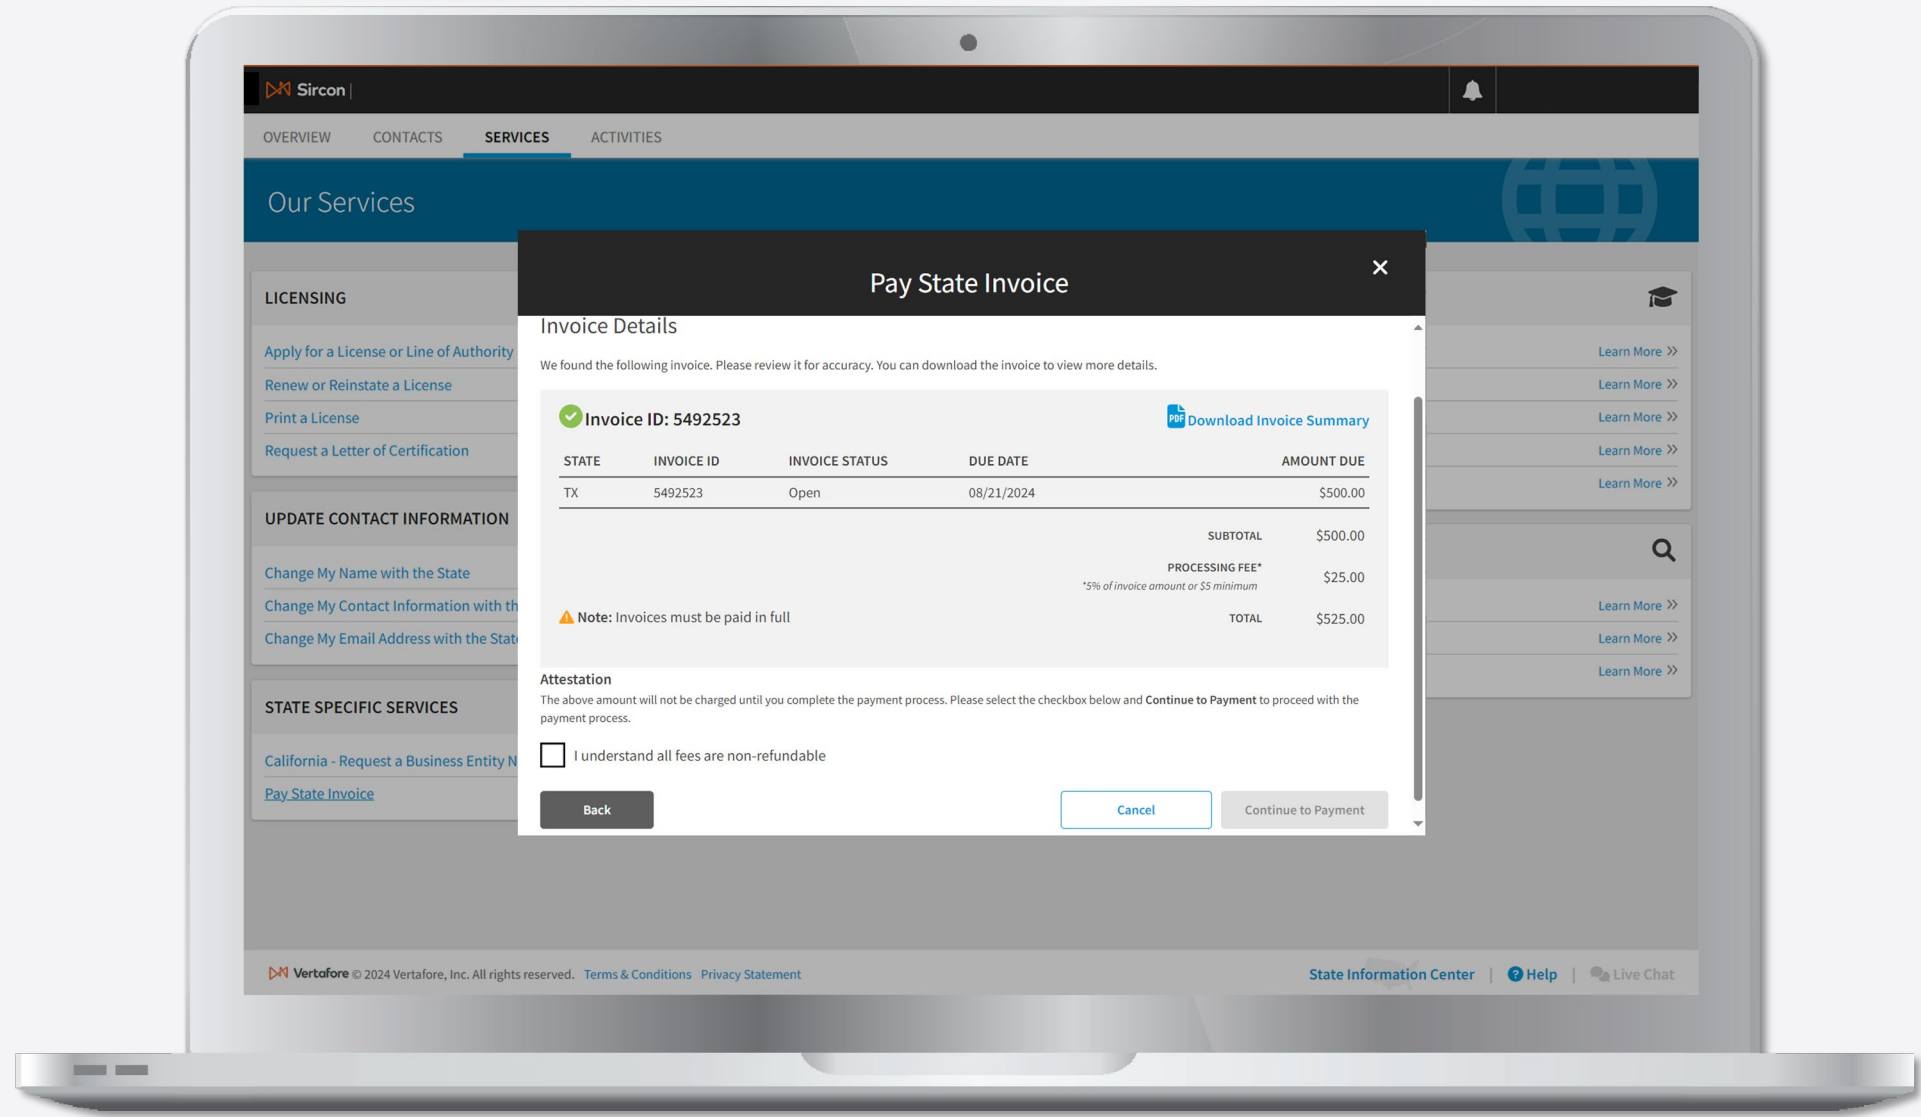 Sircon |
OVERVIEW CONTACTS SERVICES ACTIVITIES
Our Services
LICENSING
Apply for a License or Line of Authority
Renew or Reinstate a License
Print a License
Request a Letter of Certification
UPDATE CONTACT INFORMATION
Change My Name with the State
Change My Contact Information with th
Change My Email Address with the State
STATE SPECIFIC SERVICES
California - Request a Business Entity N
Pay State Invoice
Pay State Invoice
Invoice Details
We found the following invoice. Please review it for accuracy. You can download the invoice to view more details.
Invoice ID: 5492523
PDF Download Invoice Summary
STATE INVOICE ID INVOICE STATUS DUE DATE AMOUNT DUE
TX 5492523 Open 08/21/2024 $500.00
SUBTOTAL $500.00
PROCESSING FEE* $25.00
*5% of invoice amount or $5 minimum
Note: Invoices must be paid in full
TOTAL $525.00
Attestation
The above amount will not be charged until you complete the payment process. Please select the checkbox below and Continue to Payment to proceed with the
payment process.
I understand all fees are non-refundable
Back Cancel Continue to Payment
Learn More
Learn More
Learn More
Learn More
Learn More
Learn More
Learn More
Learn More
Vertafore © 2024 Vertafore, Inc. All rights reserved. Terms & Conditions Privacy Statement
State Information Center | Help | Live Chat